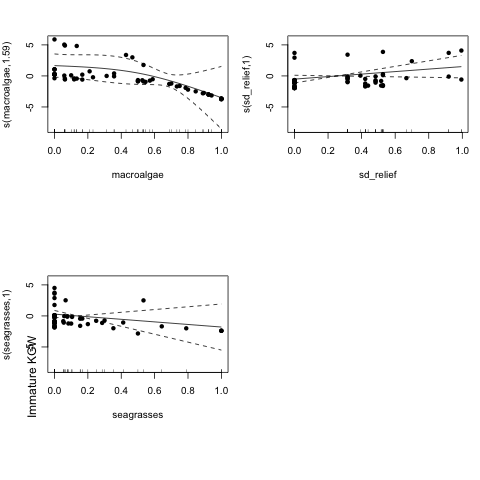 s(macroalgae,1.59)
5
0
-5
0.0 0.2 0.4 0.6 0.8 1.0
macroalgae
s(sd_relief,1)
5
0
-5
0.0 0.2 0.4 0.6 0.8 1.0
sd_relief
s(seagrasses,1)
Immature KGW
5
0
0.0 0.2 0.4 0.6 0.8 1.0
seagrasses